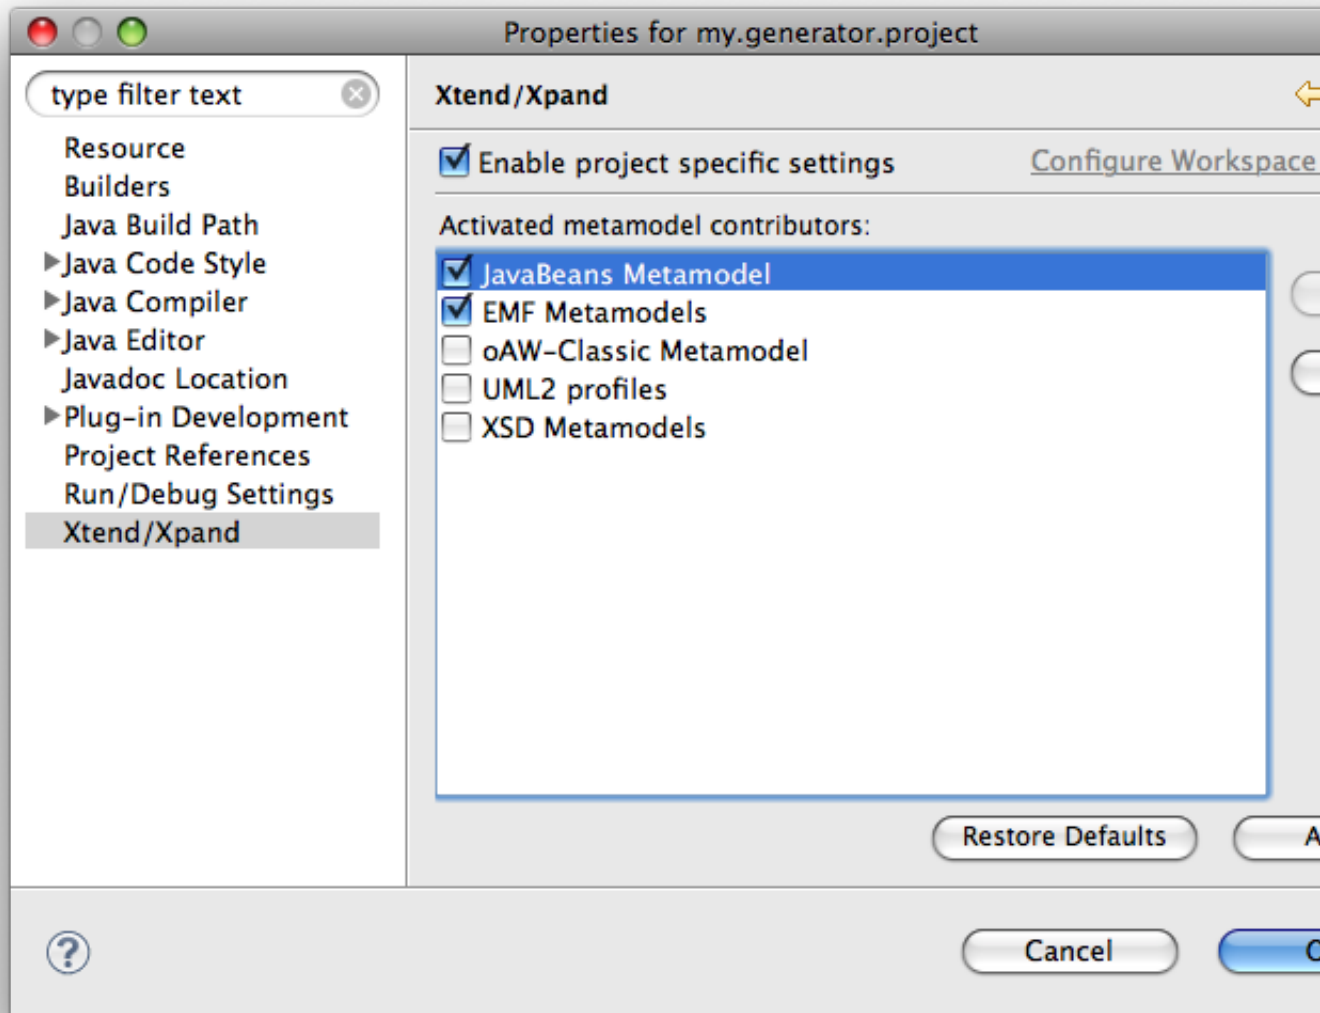 Properties for my.generator.project
type filter text
Resource
Builders
Java Build Path
Java Code Style
Java Compiler
Java Editor
Javadoc Location
Plug-in Development
Project References
Run/Debug Settings
Xtend/Xpand
Xtend/Xpand
Enable project specific settings
Configure Workspace
Activated metamodel contributors:
JavaBeans Metamodel
EMF Metamodels
oAW-Classic Metamodel
UML2 profiles
XSD Metamodels
Restore Defaults
?
Cancel